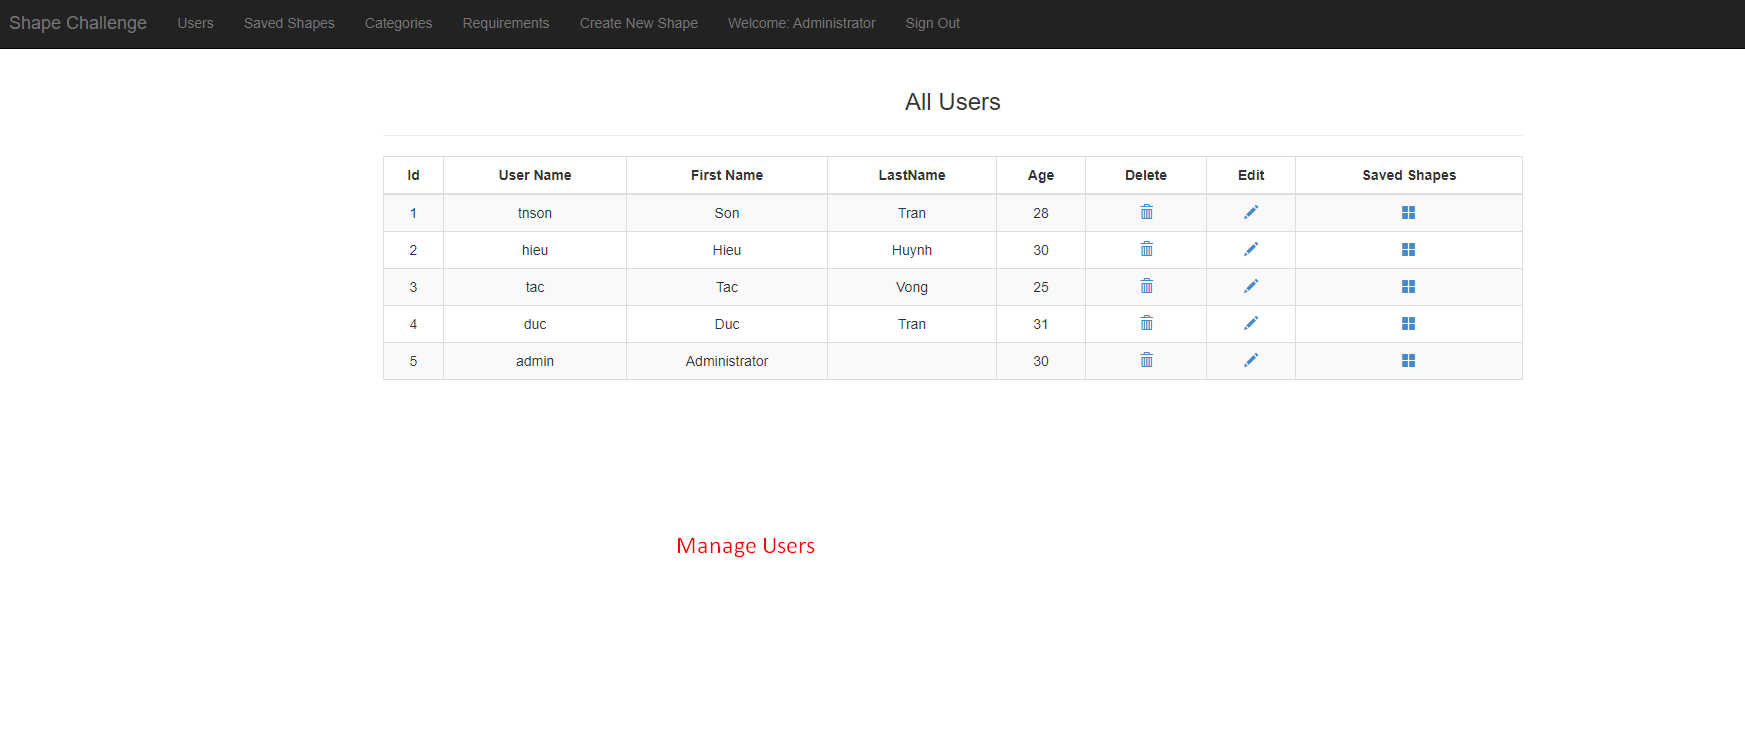 Shape Challenge Users Saved Shapes Categories Requirements Create New Shape Welcome: Administrator Sign Out
All Users
Id User Name First Name LastName Age Delete Edit Saved Shapes
1 tnson Son Tran 28
2 hieu Hieu Huynh 30
3 tac Tac Vong 25
4 duc Duc Tran 31
5 admin Administrator 30
Manage Users